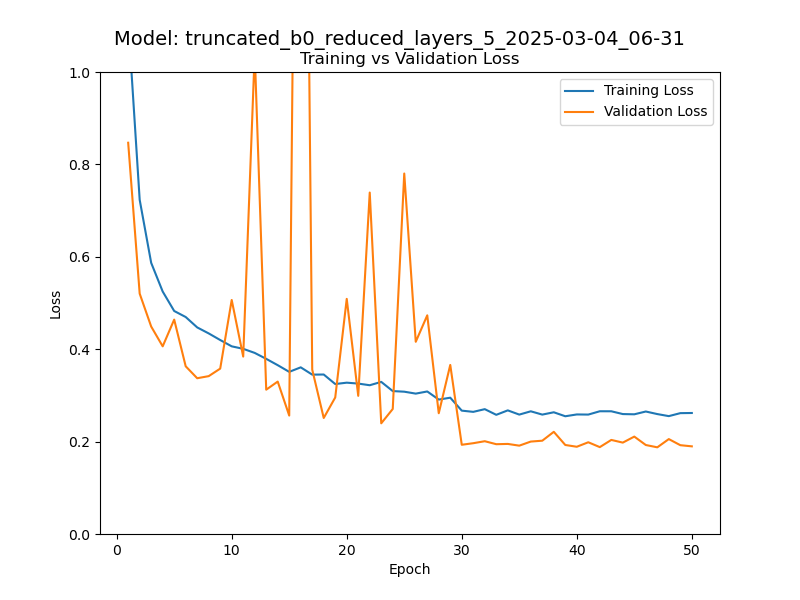 Model: truncated_b0_reduced_layers_5_2025-03-04_06-31
Training vs Validation Loss
Training Loss
Validation Loss
1.0
0.8
0.6
0.4
0.2
0.0
Loss
0 10 20 30 40 50
Epoch